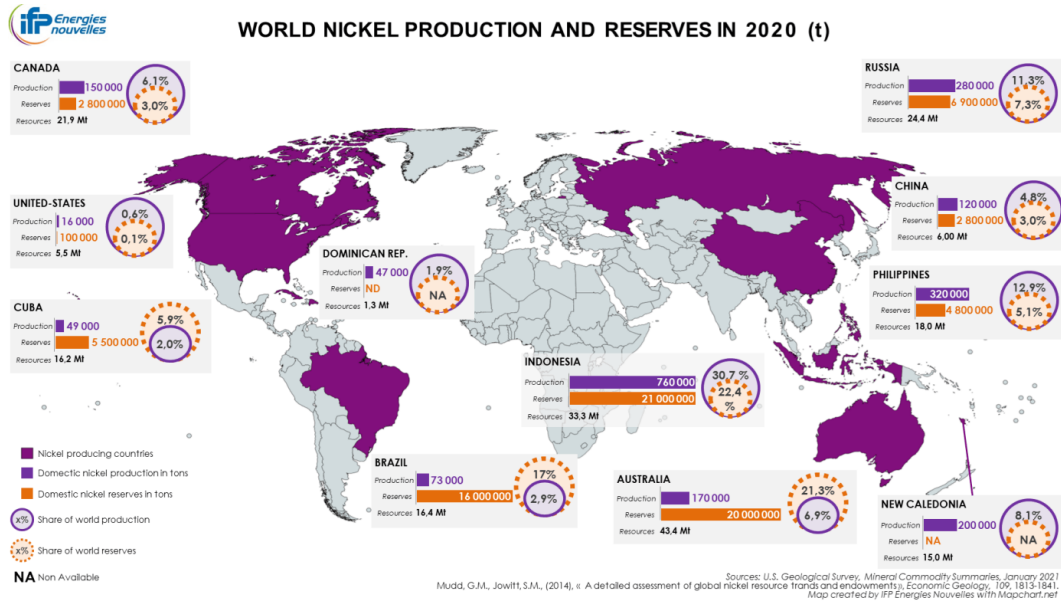 ifp Energies
nouvelles
WORLD NICKEL PRODUCTION AND RESERVES IN 2020 (t)
CANADA
Production 150 000
Reserves 2 800 000
Resources 21,9 Mt
6,1%
3,0%
RUSSIA
Production 280 000
Reserves 6 900 000
Resources 24,4 Mt
11,3%
7,3%
UNITED-STATES
Production 16 000
Reserves 100 000
Resources 5,5 Mt
0,6%
0,1%
CHINA
Production 120 000
Reserves 2 800 000
Resources 6,00 Mt
4,8%
3,0%
DOMINICAN REP.
Production 47 000
Reserves ND
Resources 1,3 Mt
1,9%
NA
PHILIPPINES
Production 320 000
Reserves 4 800 000
Resources 18,0 Mt
12,9%
5,1%
CUBA
Production 49 000
Reserves 5 500 000
Resources 16,2 Mt
5,9%
2,0%
INDONESIA
Production 760 000
Reserves 21 000 000
Resources 33,3 Mt
30,7 %
22,4
%
BRAZIL
Production 73 000
Reserves 16 000 000
Resources 16,4 Mt
17%
2,9%
AUSTRALIA
Production 170 000
Reserves 20 000 000
Resources 43,4 Mt
21,3%
6,9%
NEW CALEDONIA
Production 200 000
Reserves NA
Resources 15,0 Mt
8,1%
NA
Nickel producing countries
Domectic nickel production in tons
Domestic nickel reserves in tons
x% Share of world production
x% Share of world reserves
NA Non Available
Sources: U.S. Geological Survey, Mineral Commodity Summaries, January 2021
Mudd, G.M., Jowitt, S.M., (2014), « A detailed assessment of global nickel resource trands and endowments », Economic Geology, 109, 1813-1841.
Map created by IFP Energies Nouvelles with Mapchart.net